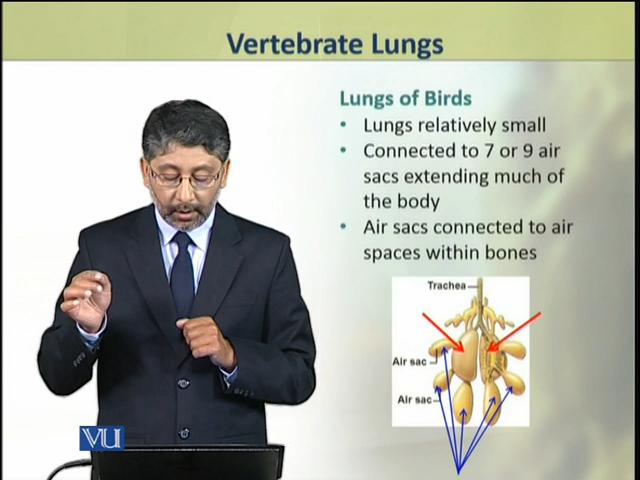 Vertebrate Lungs
Lungs of Birds
• Lungs relatively small
• Connected to 7 or 9 air
sacs extending much of
the body
• Air sacs connected to air
spaces within bones
Trachea
Air sac
Air sac
VU